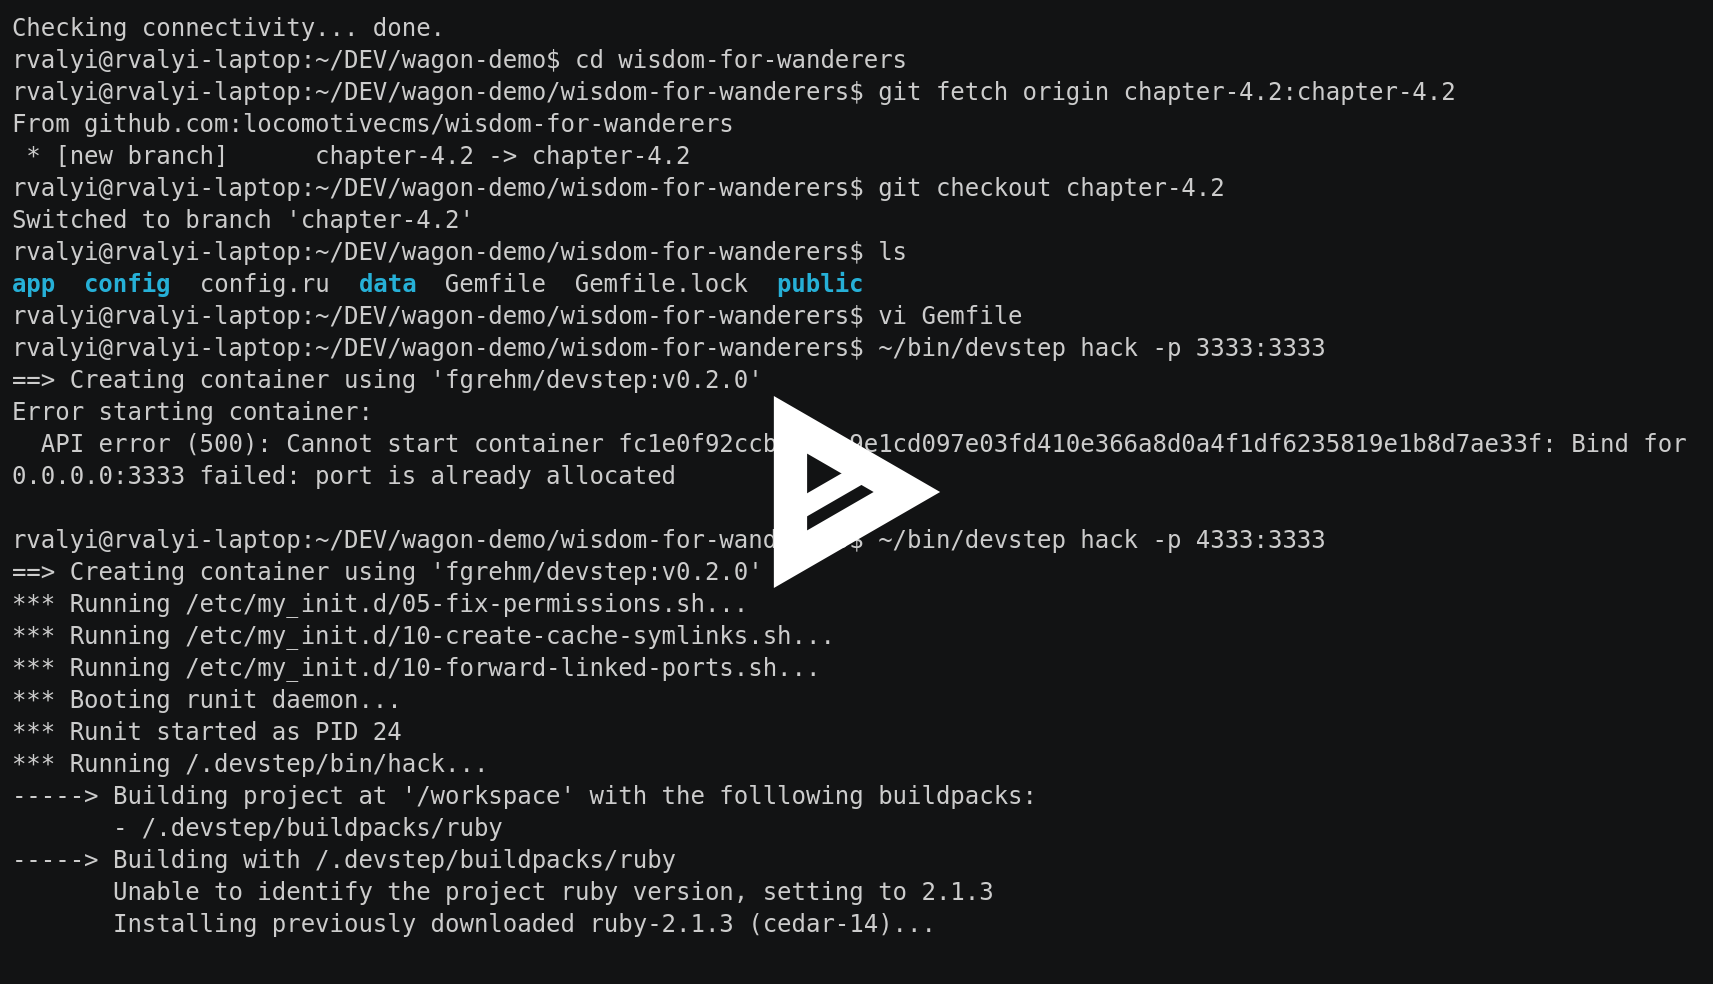 Checking connectivity... done.
rvalyi@rvalyi-laptop:~/DEV/wagon-demo$ cd wisdom-for-wanderers
rvalyi@rvalyi-laptop:~/DEV/wagon-demo/wisdom-for-wanderers$ git fetch origin chapter-4.2:chapter-4.2
From github.com:locomotivecms/wisdom-for-wanderers
 * [new branch]      chapter-4.2 -> chapter-4.2
rvalyi@rvalyi-laptop:~/DEV/wagon-demo/wisdom-for-wanderers$ git checkout chapter-4.2
Switched to branch 'chapter-4.2'
rvalyi@rvalyi-laptop:~/DEV/wagon-demo/wisdom-for-wanderers$ ls
app  config  config.ru  data  Gemfile  Gemfile.lock  public
rvalyi@rvalyi-laptop:~/DEV/wagon-demo/wisdom-for-wanderers$ vi Gemfile
rvalyi@rvalyi-laptop:~/DEV/wagon-demo/wisdom-for-wanderers$ ~/bin/devstep hack -p 3333:3333
==> Creating container using 'fgrehm/devstep:v0.2.0'
Error starting container:
  API error (500): Cannot start container Bind for
0.0.0.0:3333 failed: port is already allocated
rvalyi@rvalyi-laptop:~/DEV/wagon-demo/ ~/bin/devstep hack -p 4333:3333
==> Creating container using 'fgrehm/devstep:v0.2.0'
*** Running /etc/my_init.d/05-fix-permissions.sh...
*** Running /etc/my_init.d/10-create-cache-symlinks.sh...
*** Running /etc/my_init.d/10-forward-linked-ports.sh...
*** Booting runit daemon...
*** Runit started as PID 24
*** Running /.devstep/bin/hack...
-----> Building project at '/workspace' with the folllowing buildpacks:
       - /.devstep/buildpacks/ruby
-----> Building with /.devstep/buildpacks/ruby
       Unable to identify the project ruby version, setting to 2.1.3
       Installing previously downloaded ruby-2.1.3 (cedar-14)...